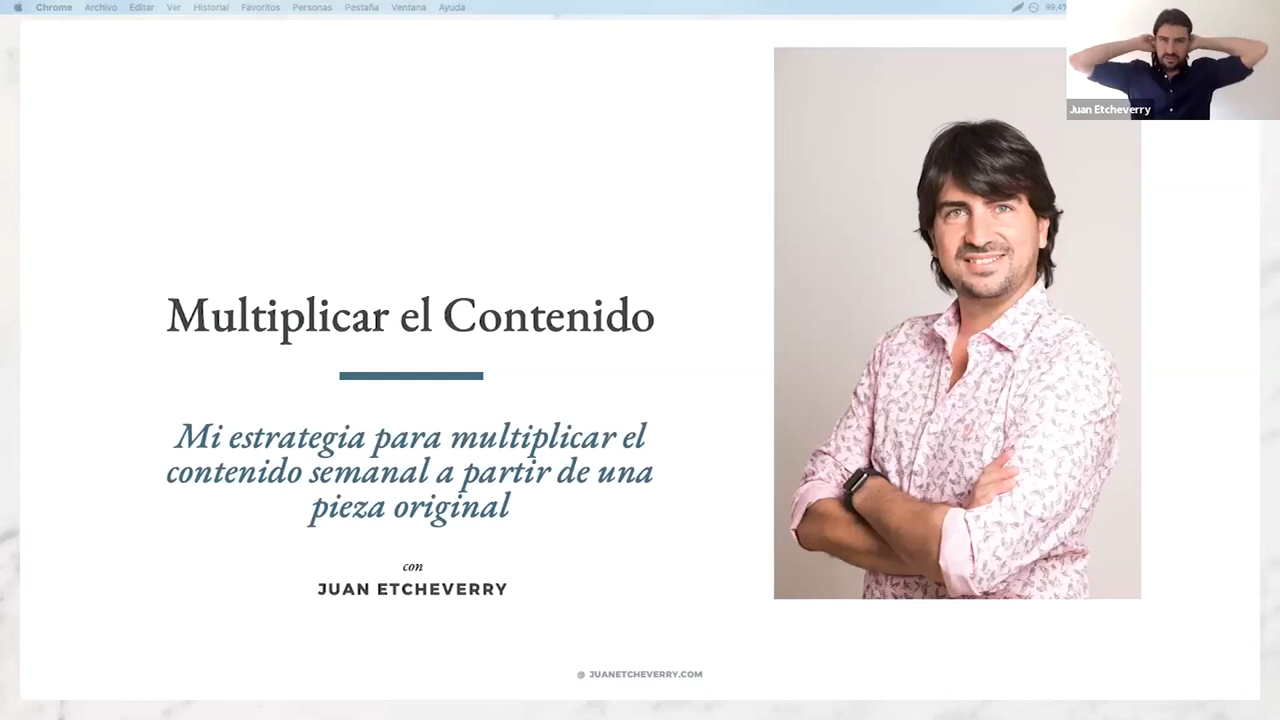 Chrome Archivo Editar Ver Historial Favoritos Personas Pestaña Ventana Ayuda
Juan Etcheverry
Multiplicar el Contenido
Mi estrategia para multiplicar el
contenido semanal a partir de una
pieza original
con
JUAN ETCHEVERRY
@ JUANETCHEVERRY.COM